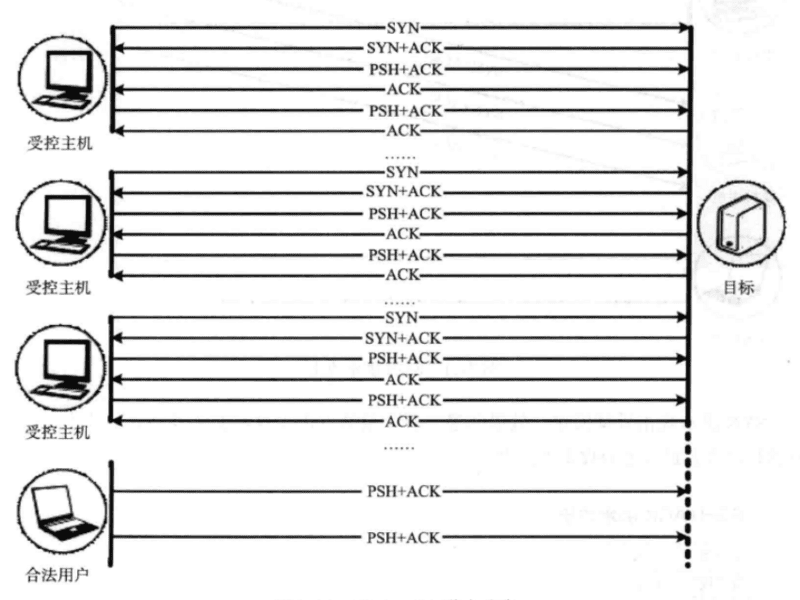 SYN
SYN+ACK
PSH+ACK
ACK
PSH+ACK
ACK
受控主机
……
SYN
SYN+ACK
PSH+ACK
ACK
PSH+ACK
ACK
受控主机
目标
……
SYN
SYN+ACK
PSH+ACK
ACK
PSH+ACK
ACK
受控主机
……
PSH+ACK
PSH+ACK
合法用户